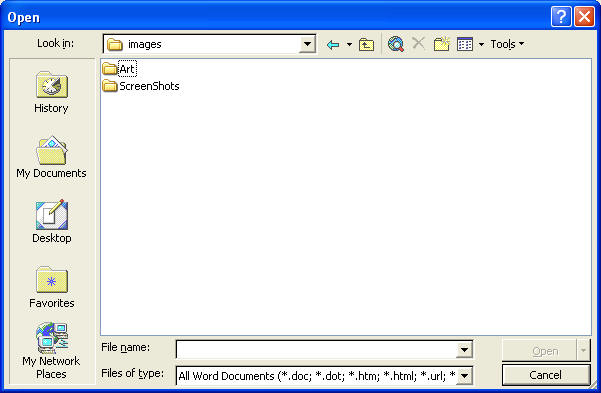 Open
Look in: images
Tools
Art
ScreenShots
History
My Documents
Desktop
Favorites
My Network
Places
File name:
Open
Files of type: All Word Documents (*.doc; *.dot; *.htm; *.html; *.url; *
Cancel